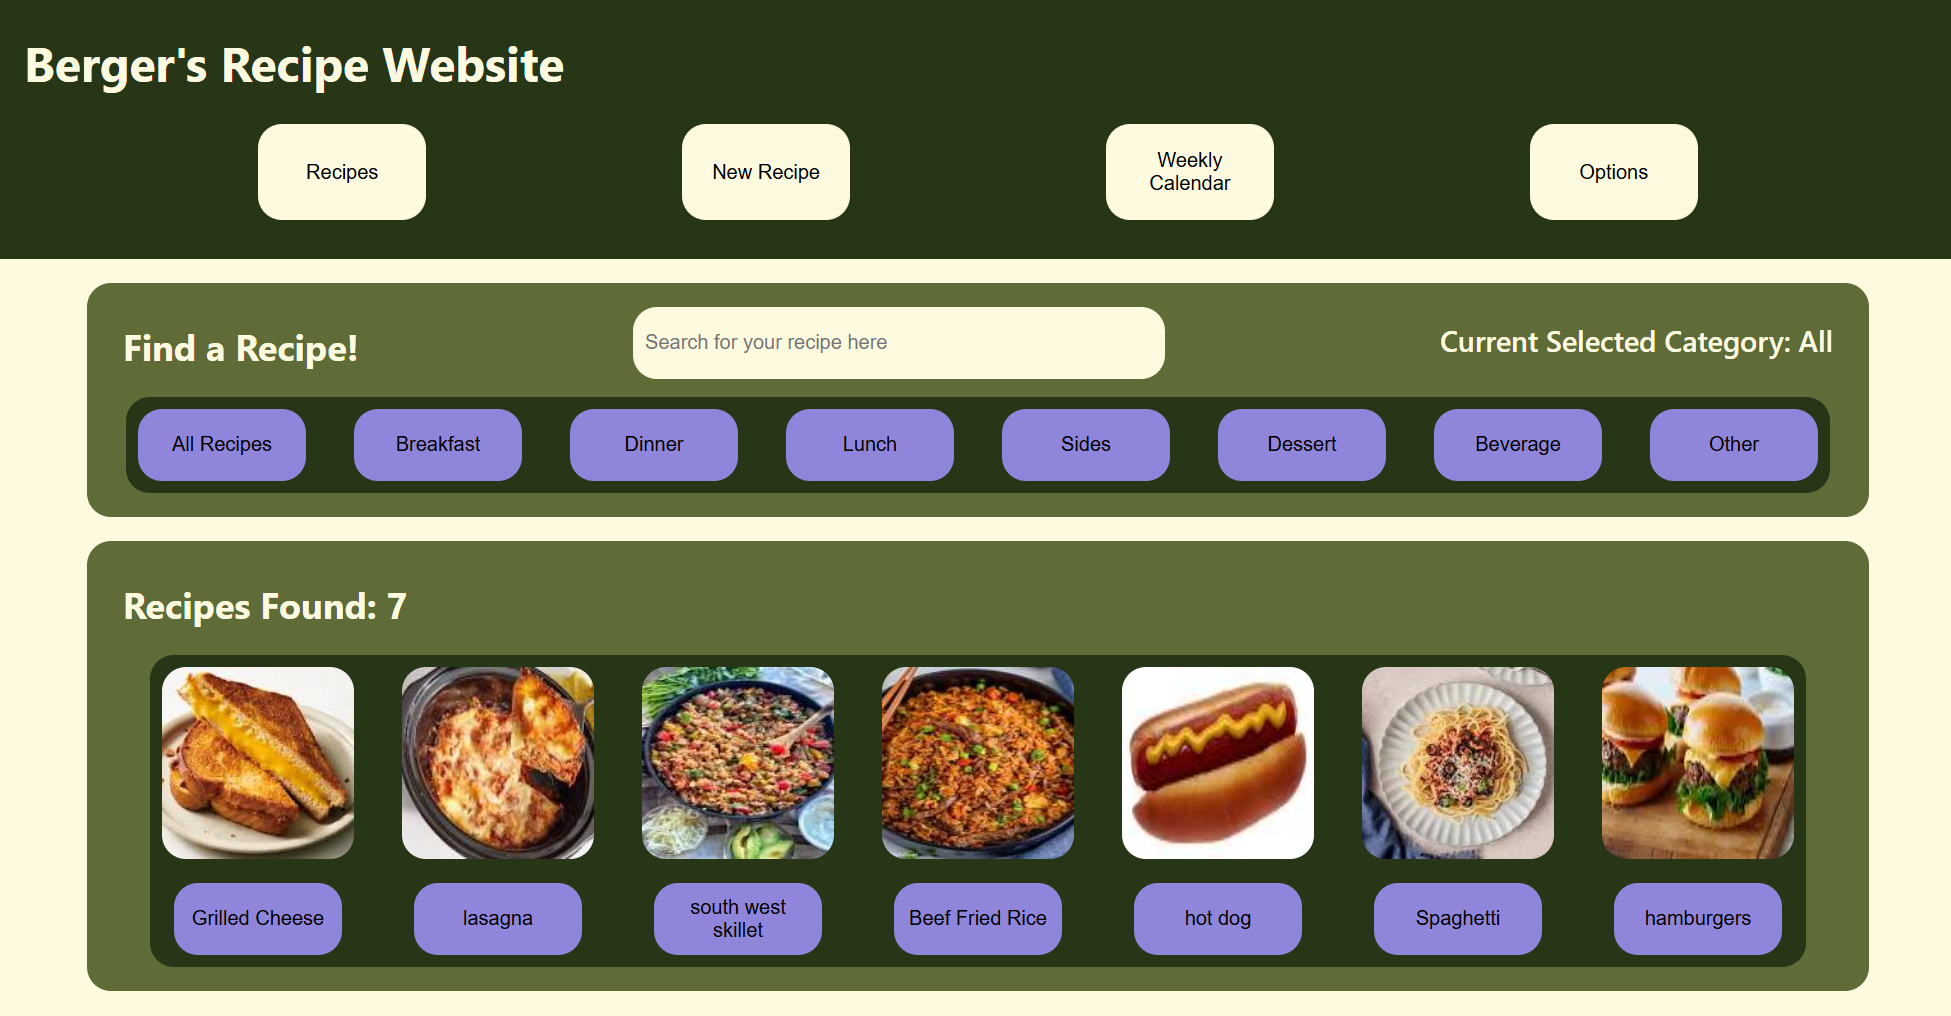 Berger's Recipe Website
Recipes
New Recipe
Weekly
Calendar
Options
Find a Recipe!
Search for your recipe here
Current Selected Category: All
All Recipes
Breakfast
Dinner
Lunch
Sides
Dessert
Beverage
Other
Recipes Found: 7
Grilled Cheese
lasagna
south west
skillet
Beef Fried Rice
hot dog
Spaghetti
hamburgers